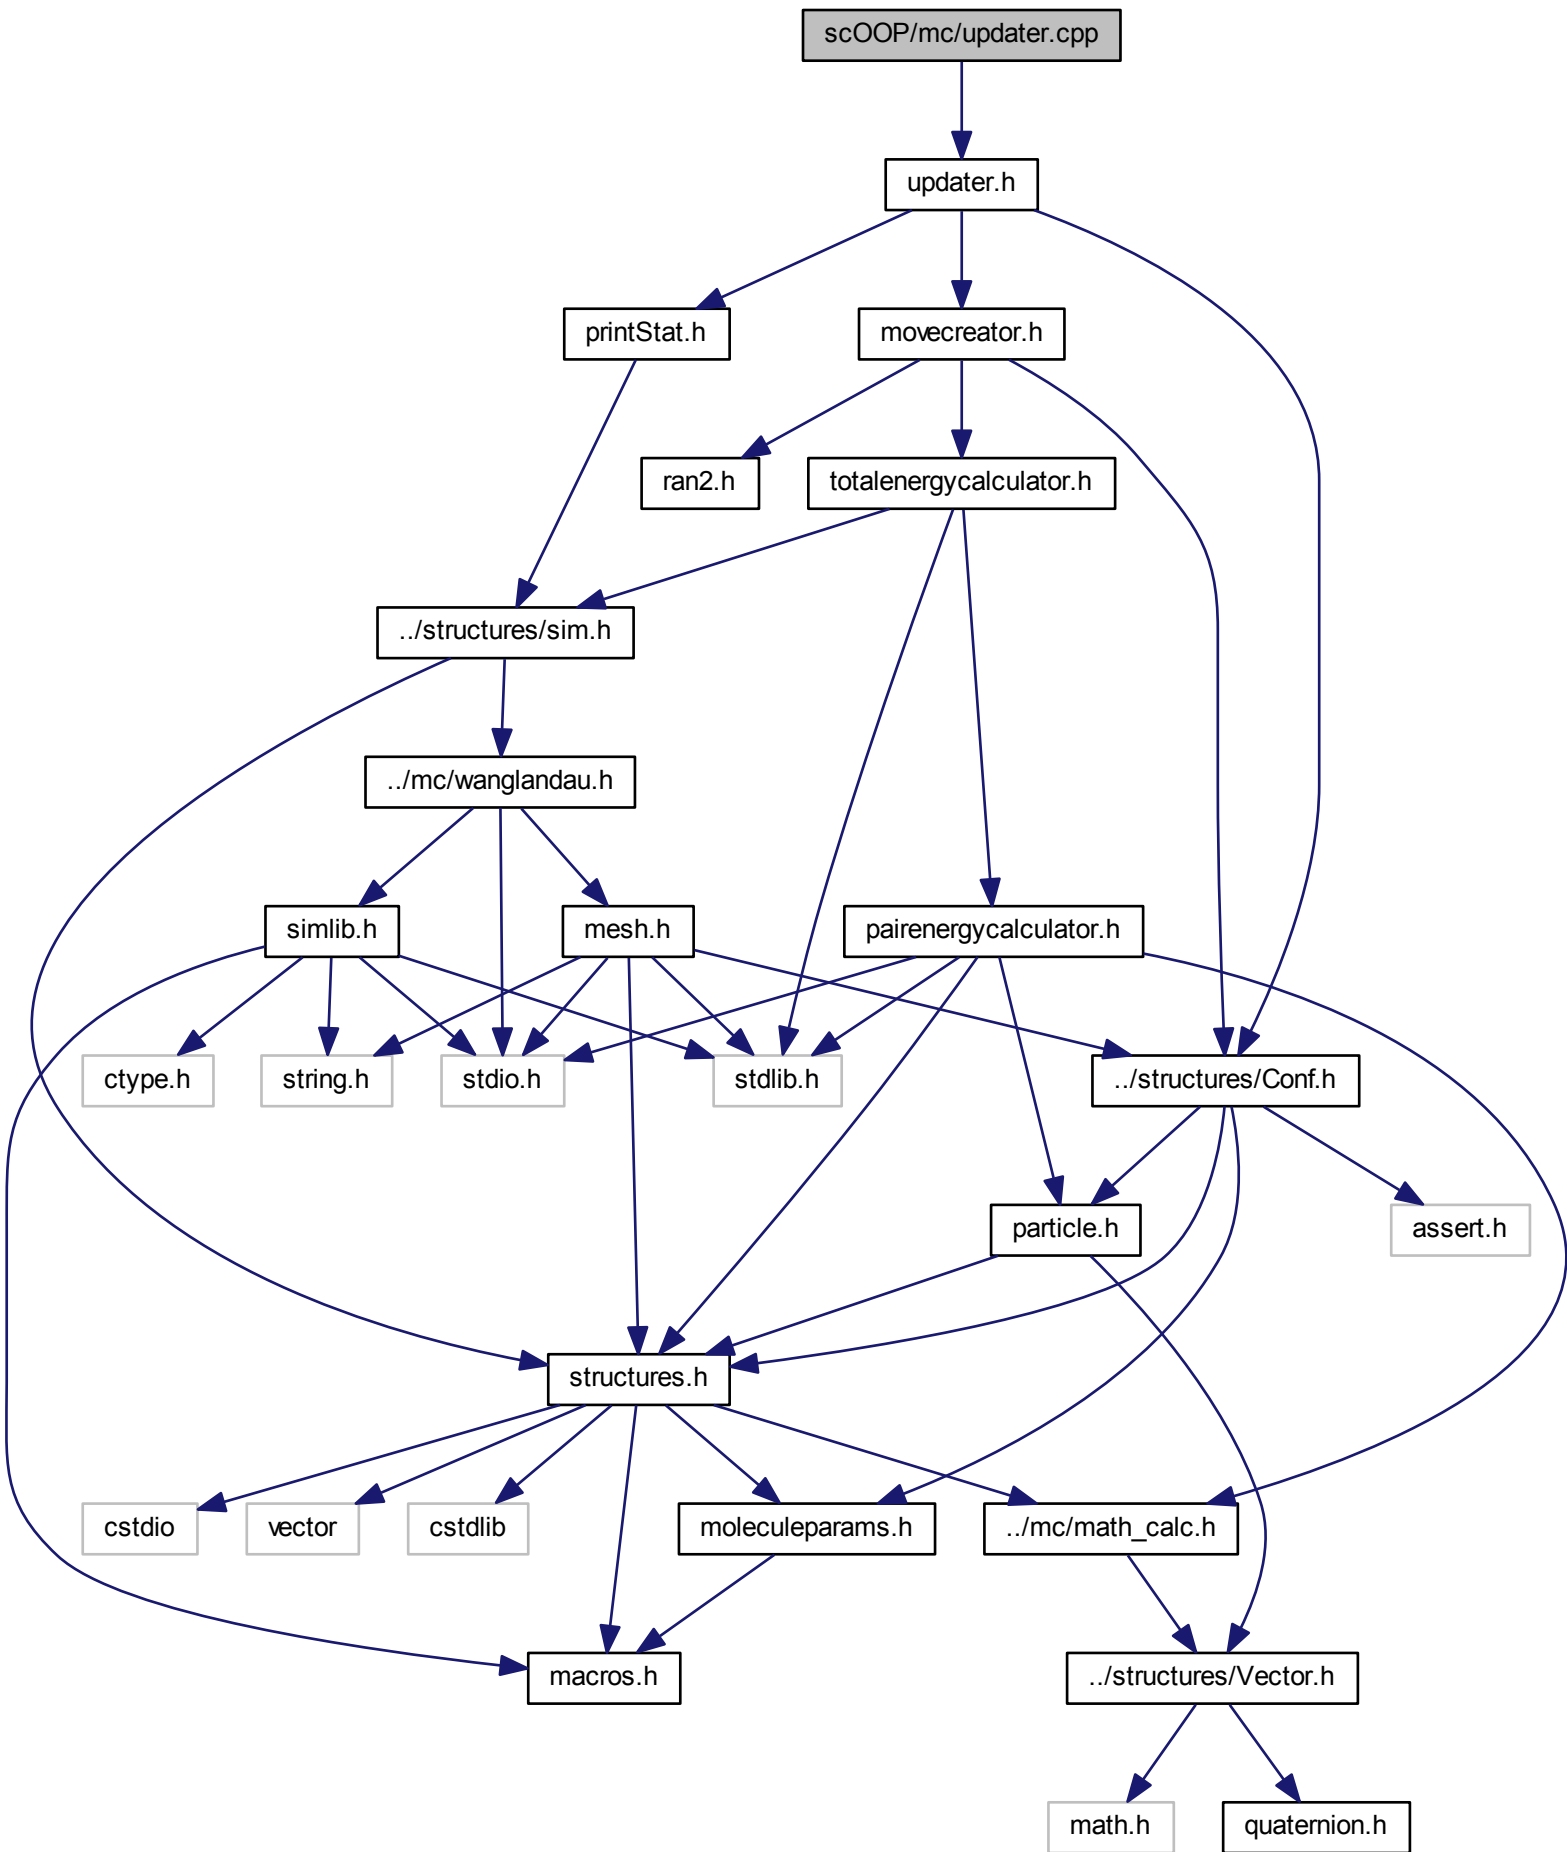 scOOP/mc/updater.cpp
updater.h
printStat.h
movecreator.h
ran2.h
totalenergycalculator.h
../structures/sim.h
../mc/wanglandau.h
simlib.h
mesh.h
pairenergycalculator.h
ctype.h
string.h
stdio.h
stdlib.h
../structures/Conf.h
particle.h
assert.h
structures.h
cstdio
vector
cstdlib
moleculeparams.h
../mc/math_calc.h
macros.h
../structures/Vector.h
math.h
quaternion.h